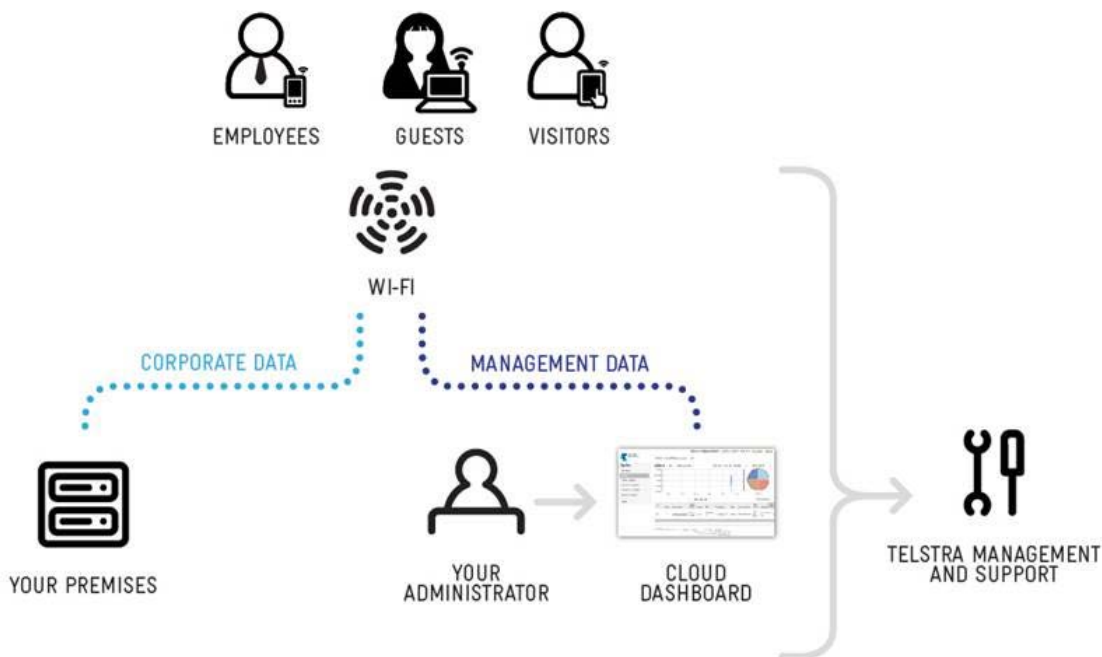 EMPLOYEES
GUESTS
VISITORS
WI-FI
CORPORATE DATA
MANAGEMENT DATA
YOUR PREMISES
YOUR
ADMINISTRATOR
CLOUD
DASHBOARD
TELSTRA MANAGEMENT
AND SUPPORT